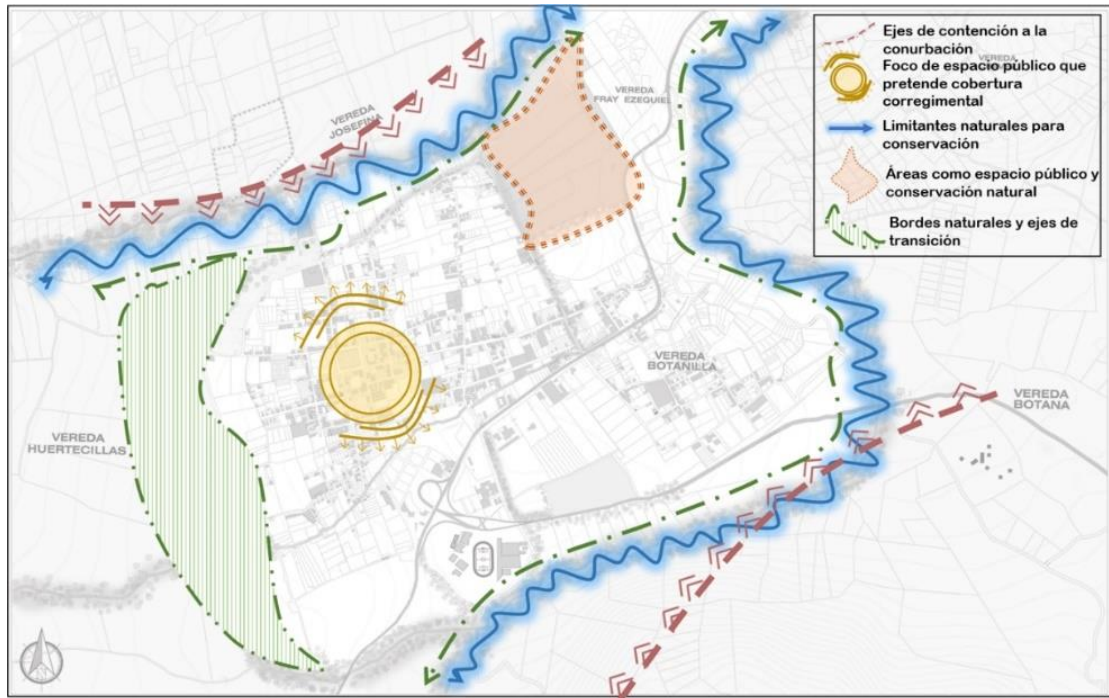 Ejes de contención a la
conurbación
Foco de espacio público que
pretende cobertura
corregimental
Limitantes naturales para
conservación
Áreas como espacio público y
conservación natural
Bordes naturales y ejes de
transición
VEREDA
JOSEFINA
VEREDA
FRAY EZEQUIEL
VEREDA
BOTANILLA
VEREDA
BOTANA
VEREDA
HUERTECILLAS